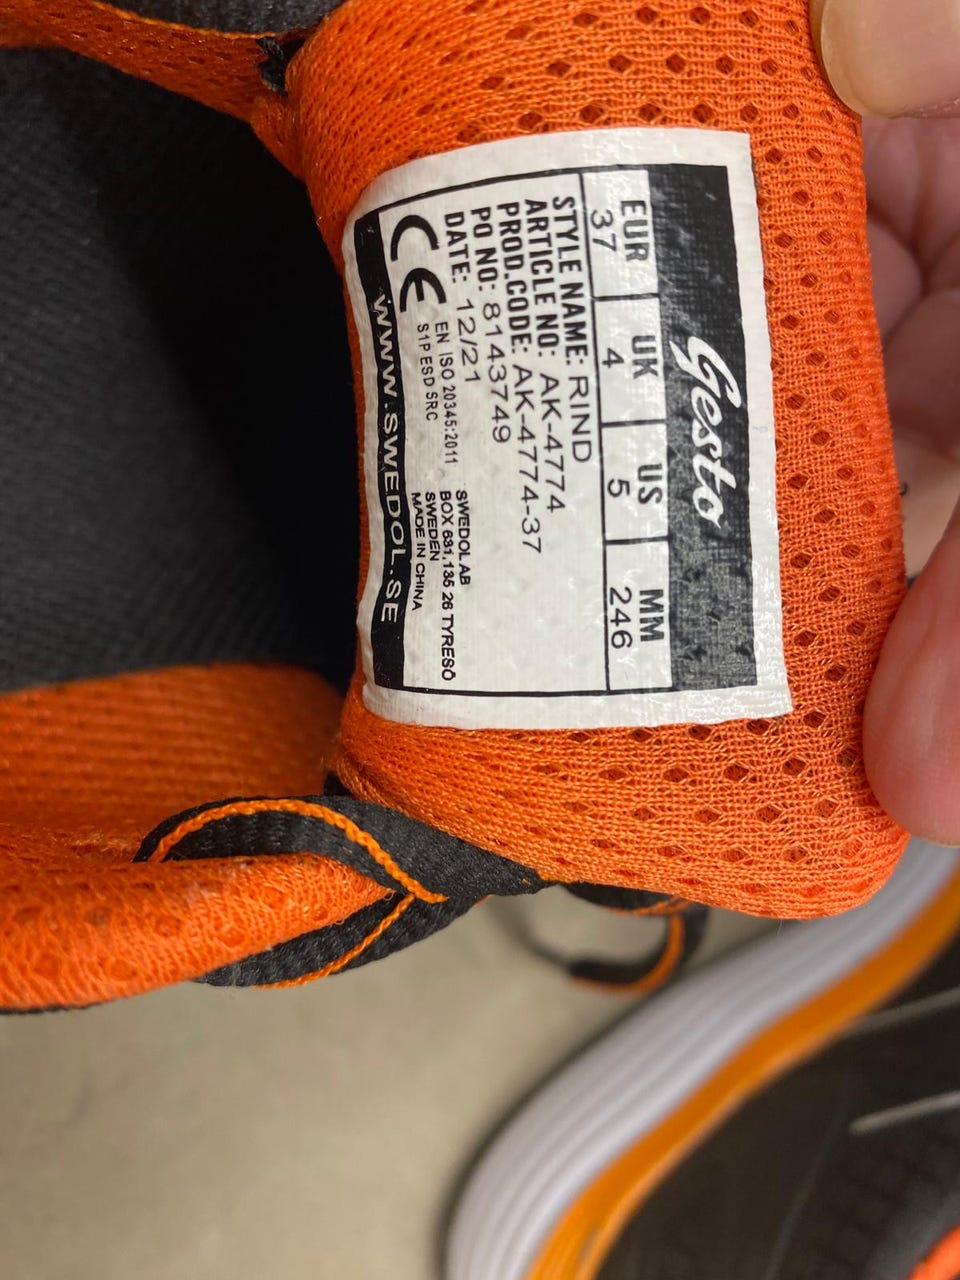 Gesto
EUR UK US MM
37 4 5 246
STYLE NAME: RIND
ARTICLE NO: AK-4774
PROD.CODE: AK-4774-37
PO NO: 8143749
DATE: 12/21
CE
EN ISO 20345:2011
S1P ESD SRC
SWEDOL AB
BOX 631,135 26 TYRESÖ
SWEDEN
MADE IN CHINA
WWW.SWEDOL.SE